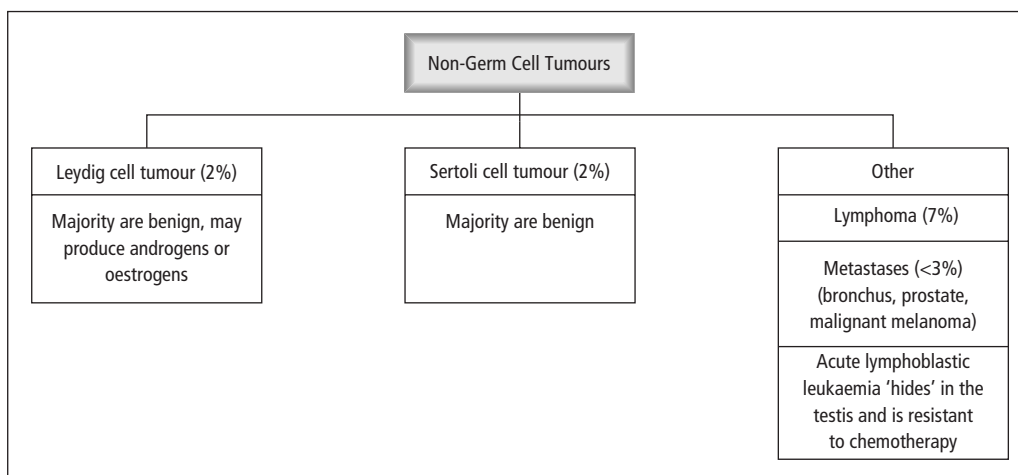 Non-Germ Cell Tumours
Leydig cell tumour (2%)
Majority are benign, may
produce androgens or
oestrogens
Sertoli cell tumour (2%)
Majority are benign
Other
Lymphoma (7%)
Metastases (<3%)
(bronchus, prostate,
malignant melanoma)
Acute lymphoblastic
leukaemia ‘hides’ in the
testis and is resistant
to chemotherapy